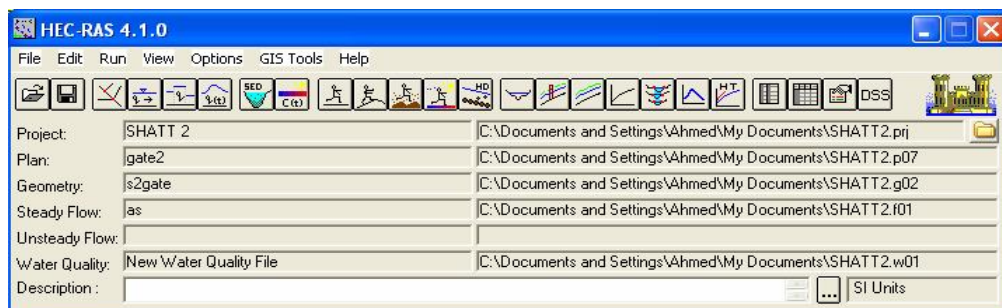 HEC-RAS 4.1.0
File Edit Run View Options GIS Tools Help
SED C(t) HD HT DSS
Project: SHATT 2 C:\Documents and Settings\Ahmed\My Documents\SHATT2.prj
Plan: gate2 C:\Documents and Settings\Ahmed\My Documents\SHATT2.p07
Geometry: s2gate C:\Documents and Settings\Ahmed\My Documents\SHATT2.g02
Steady Flow: as C:\Documents and Settings\Ahmed\My Documents\SHATT2.f01
Unsteady Flow:
Water Quality: New Water Quality File C:\Documents and Settings\Ahmed\My Documents\SHATT2.w01
Description : ... SI Units